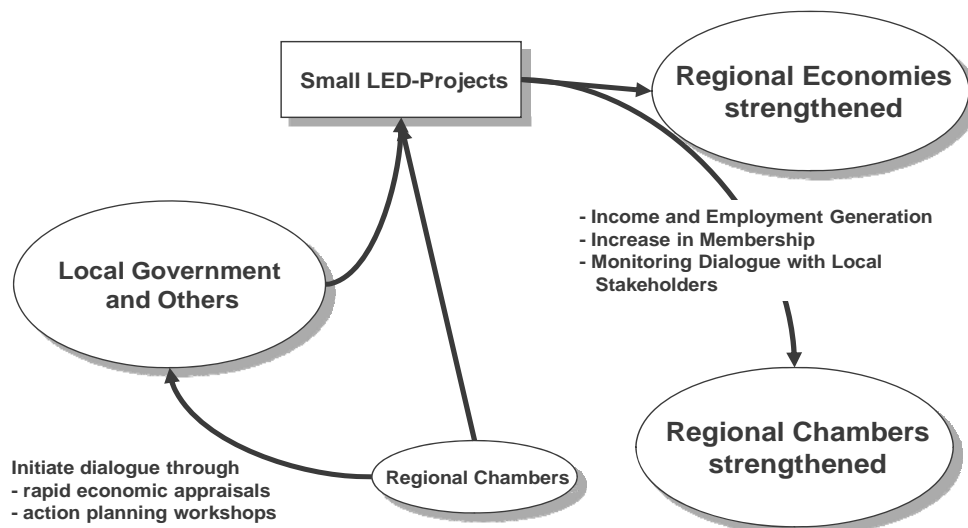 Small LED-Projects
Regional Economies
strengthened
- Income and Employment Generation
- Increase in Membership
- Monitoring Dialogue with Local
Stakeholders
Local Government
and Others
Regional Chambers
strengthened
Regional Chambers
Initiate dialogue through
- rapid economic appraisals
- action planning workshops